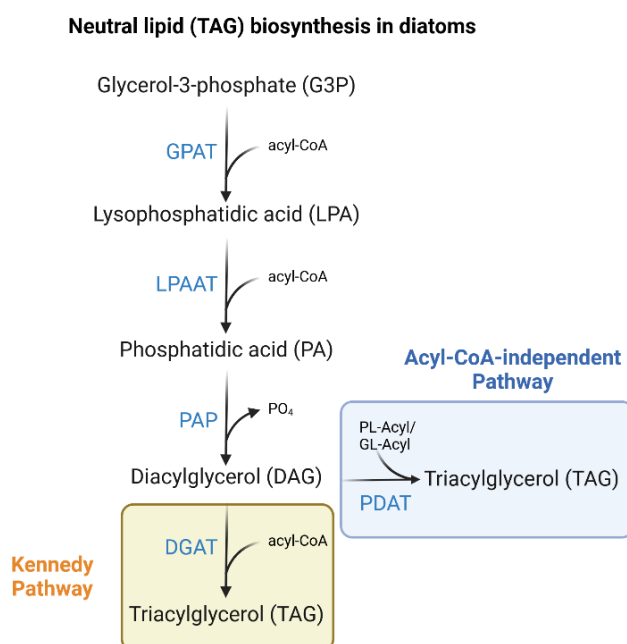 Neutral lipid (TAG) biosynthesis in diatoms
Glycerol-3-phosphate (G3P)
GPAT
acyl-CoA
Lysophosphatidic acid (LPA)
LPAAT
acyl-CoA
Phosphatidic acid (PA)
PAP
PO₄
Diacylglycerol (DAG)
Acyl-CoA-independent
Pathway
PL-Acyl/
GL-Acyl
PDAT
Triacylglycerol (TAG)
Kennedy
Pathway
DGAT
acyl-CoA
Triacylglycerol (TAG)